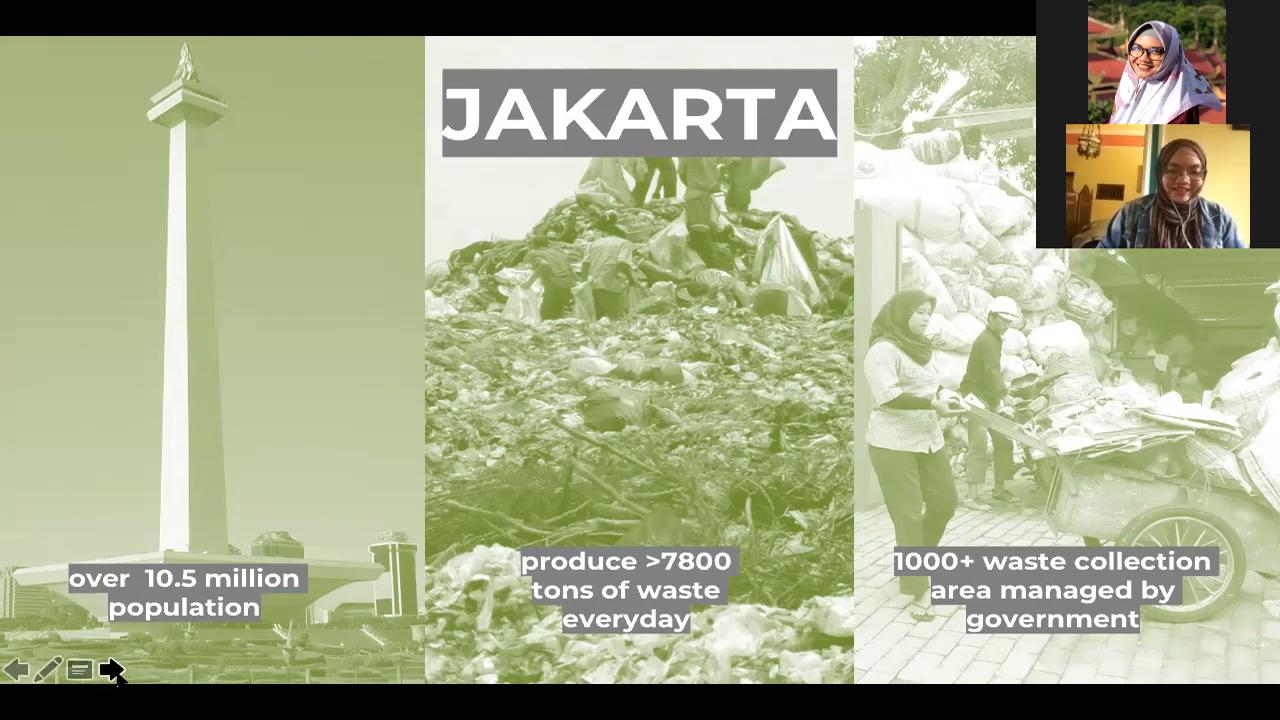 JAKARTA
over 10.5 million
population
produce >7800
tons of waste
everyday
1000+ waste collection
area managed by
government